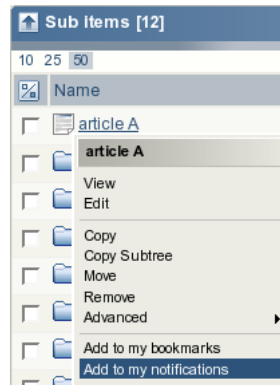 Sub items [12]
10 25 50
Name
article A
article A
View
Edit
Copy
Copy Subtree
Move
Remove
Advanced
Add to my bookmarks
Add to my notifications